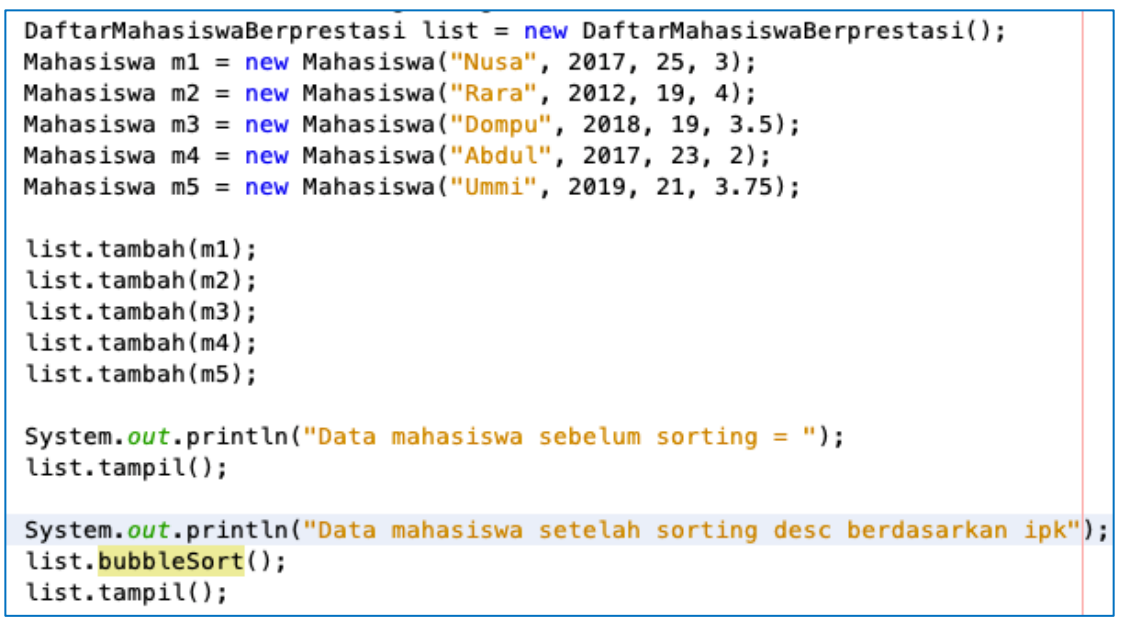 DaftarMahasiswaBerprestasi list = new DaftarMahasiswaBerprestasi();
Mahasiswa m1 = new Mahasiswa("Nusa", 2017, 25, 3);
Mahasiswa m2 = new Mahasiswa("Rara", 2012, 19, 4);
Mahasiswa m3 = new Mahasiswa("Dompu", 2018, 19, 3.5);
Mahasiswa m4 = new Mahasiswa("Abdul", 2017, 23, 2);
Mahasiswa m5 = new Mahasiswa("Ummi", 2019, 21, 3.75);
list.tambah(m1);
list.tambah(m2);
list.tambah(m3);
list.tambah(m4);
list.tambah(m5);
System.out.println("Data mahasiswa sebelum sorting = ");
list.tampil();
System.out.println("Data mahasiswa setelah sorting desc berdasarkan ipk");
list.bubbleSort();
list.tampil();